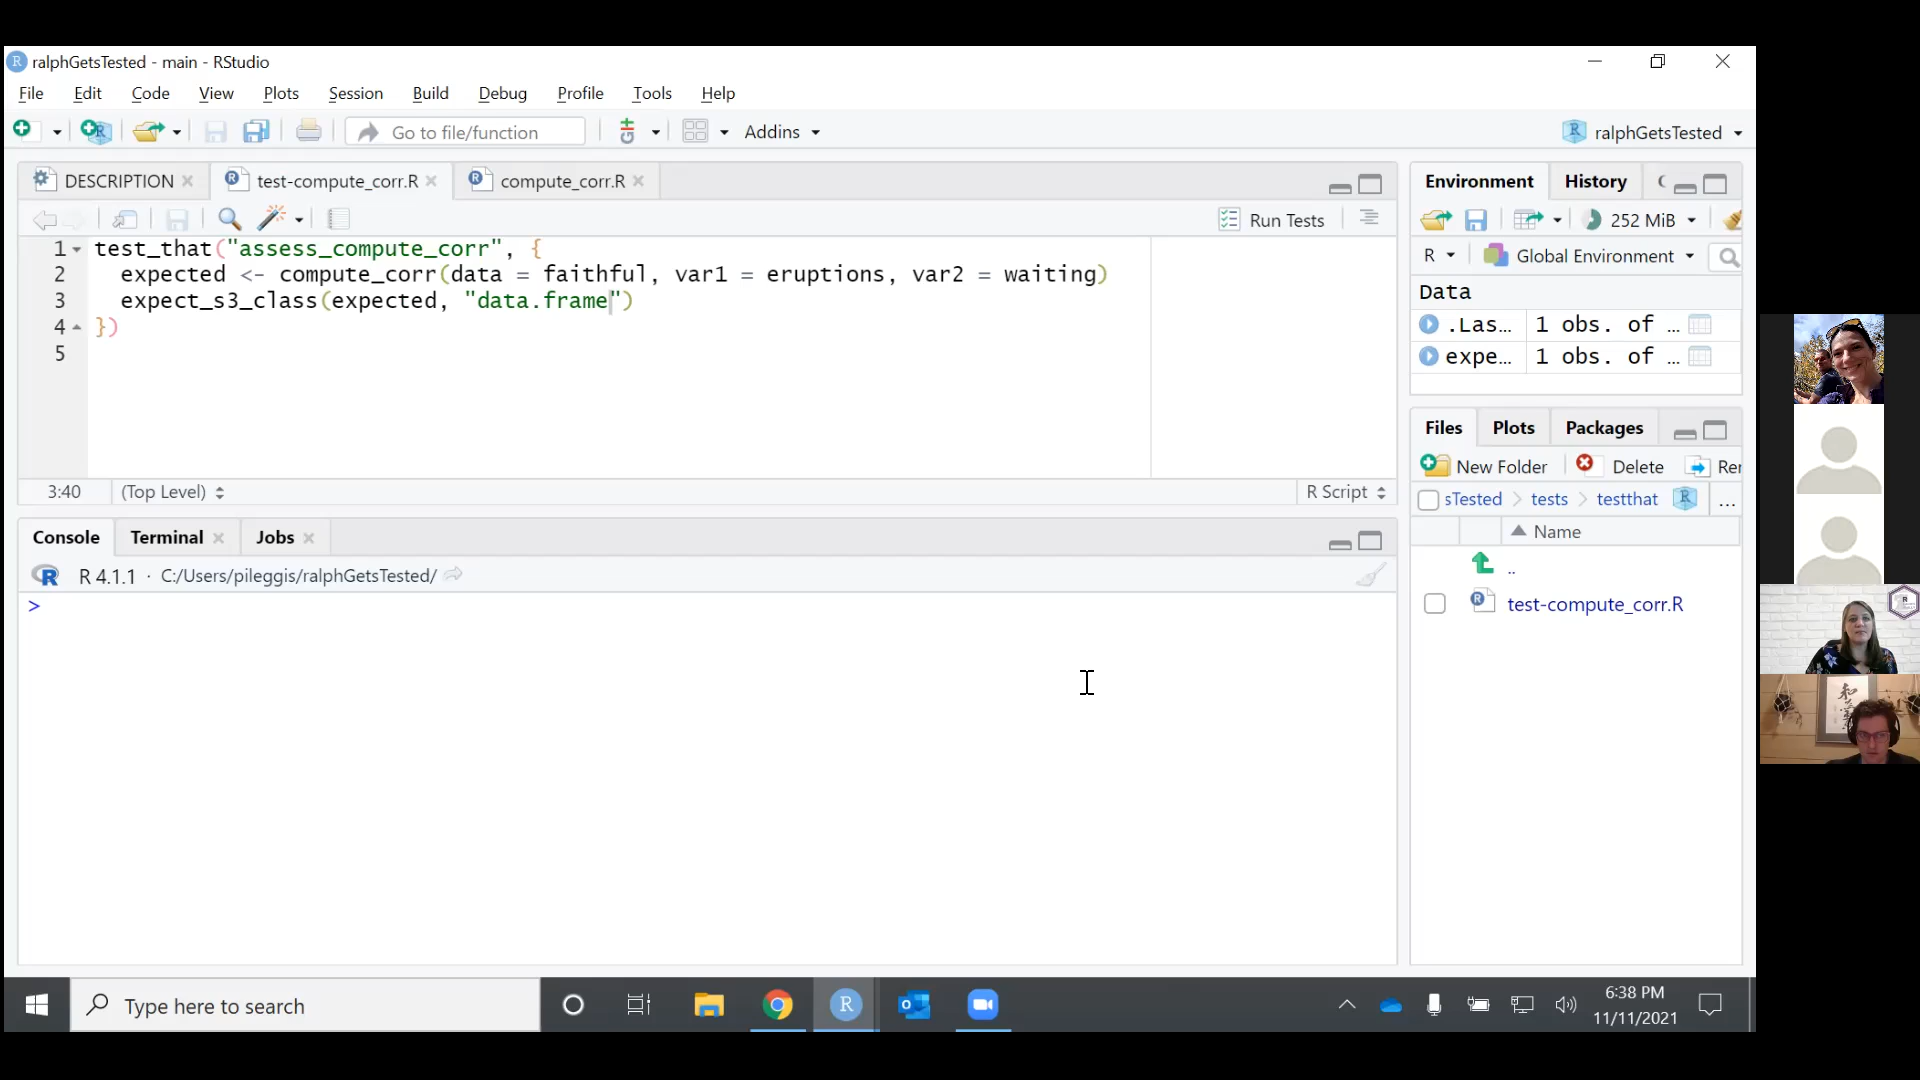 ralphGetsTested - main - RStudio
File Edit Code View Plots Session Build Debug Profile Tools Help
Go to file/function Addins ralphGetsTested
DESCRIPTION test-compute_corr.R compute_corr.R
Run Tests
1 test_that("assess_compute_corr", {
2 expected <- compute_corr(data = faithful, var1 = eruptions, var2 = waiting)
3 expect_s3_class(expected, "data.frame")
4 })
5
3:40 (Top Level) R Script
Console Terminal Jobs
R 4.1.1 · C:/Users/pileggis/ralphGetsTested/
>
Environment History C
252 MiB
R Global Environment
Data
.Las... 1 obs. of ...
expe... 1 obs. of ...
Files Plots Packages
New Folder Delete Rer
sTested tests testthat ...
Name
..
test-compute_corr.R
和
Type here to search
6:38 PM
11/11/2021